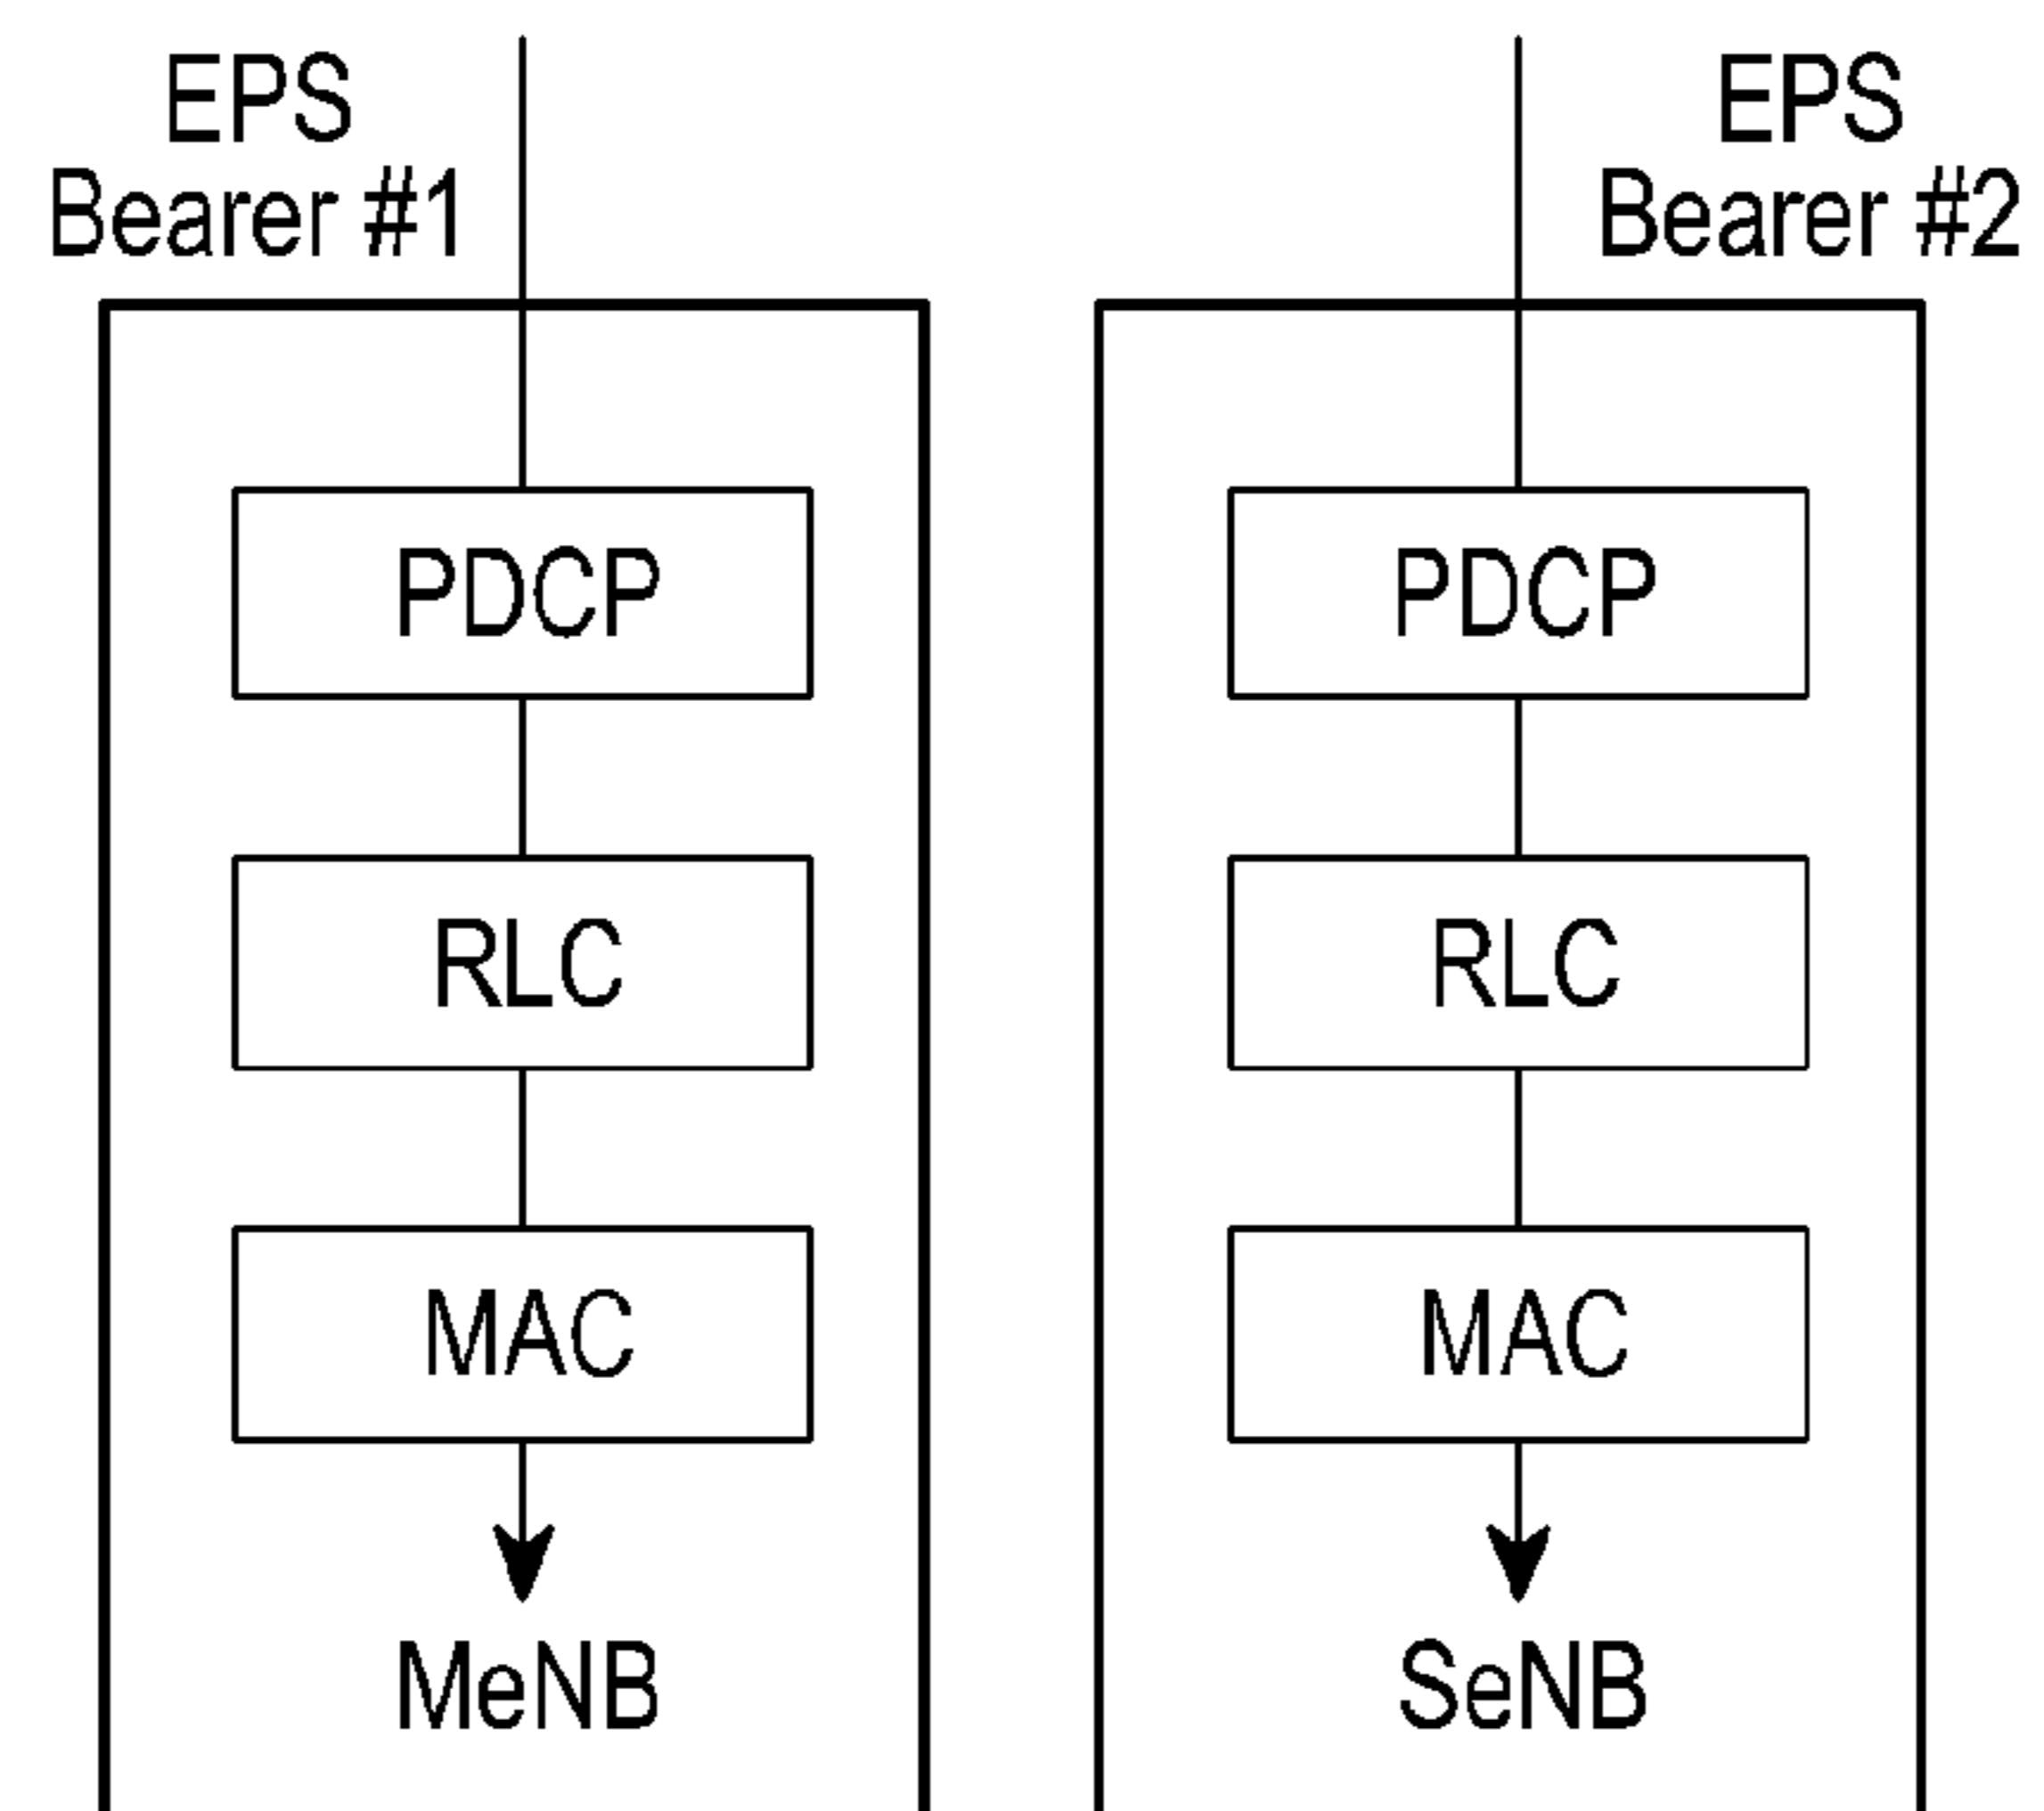 EPS
Bearer #1
PDCP
RLC
MAC
MeNB
EPS
Bearer #2
PDCP
RLC
MAC
SeNB